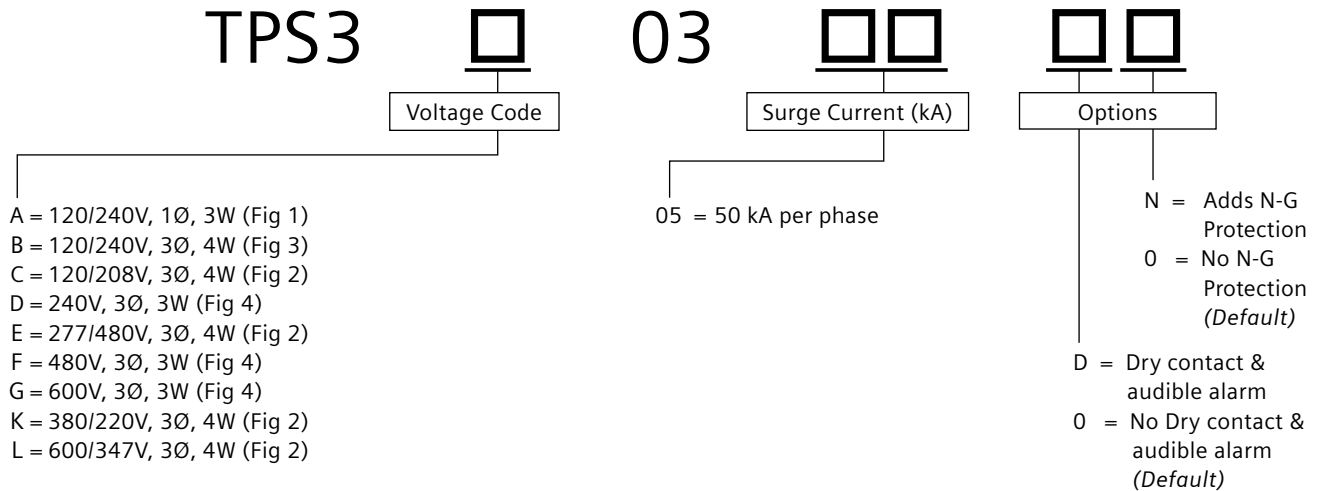 TPS3 □ 03 □□ □□
Voltage Code
Surge Current (kA)
Options
A = 120/240V, 1Ø, 3W (Fig 1)
B = 120/240V, 3Ø, 4W (Fig 3)
C = 120/208V, 3Ø, 4W (Fig 2)
D = 240V, 3Ø, 3W (Fig 4)
E = 277/480V, 3Ø, 4W (Fig 2)
F = 480V, 3Ø, 3W (Fig 4)
G = 600V, 3Ø, 3W (Fig 4)
K = 380/220V, 3Ø, 4W (Fig 2)
L = 600/347V, 3Ø, 4W (Fig 2)
05 = 50 kA per phase
N = Adds N-G
Protection
0 = No N-G
Protection
(Default)
D = Dry contact &
audible alarm
0 = No Dry contact &
audible alarm
(Default)